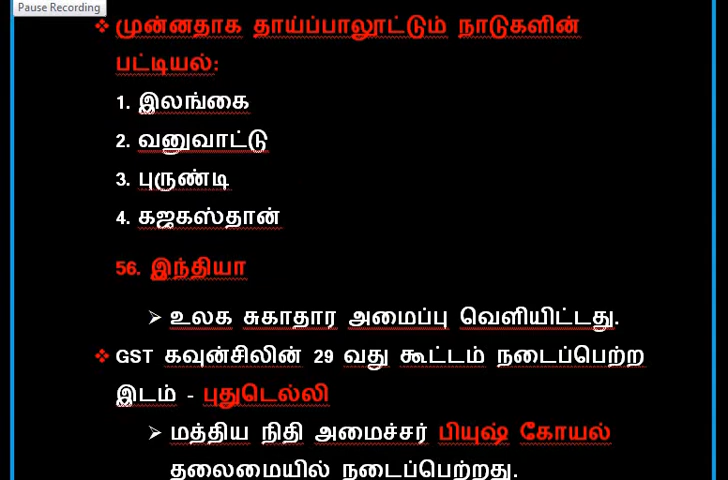 Pause Recording
❖ முன்னதாக தாய்ப்பாலூட்டும் நாடுகளின்
பட்டியல்:
1. இலங்கை
2. வனுவாட்டு
3. புருண்டி
4. கஜகஸ்தான்
56. இந்தியா
➢ உலக சுகாதார அமைப்பு வெளியிட்டது.
❖ GST கவுன்சிலின் 29 வது கூட்டம் நடைப்பெற்ற
இடம் - புதுடெல்லி
➢ மத்திய நிதி அமைச்சர் பியுஷ் கோயல்
தலைமையில் நடைப்பெற்றது.